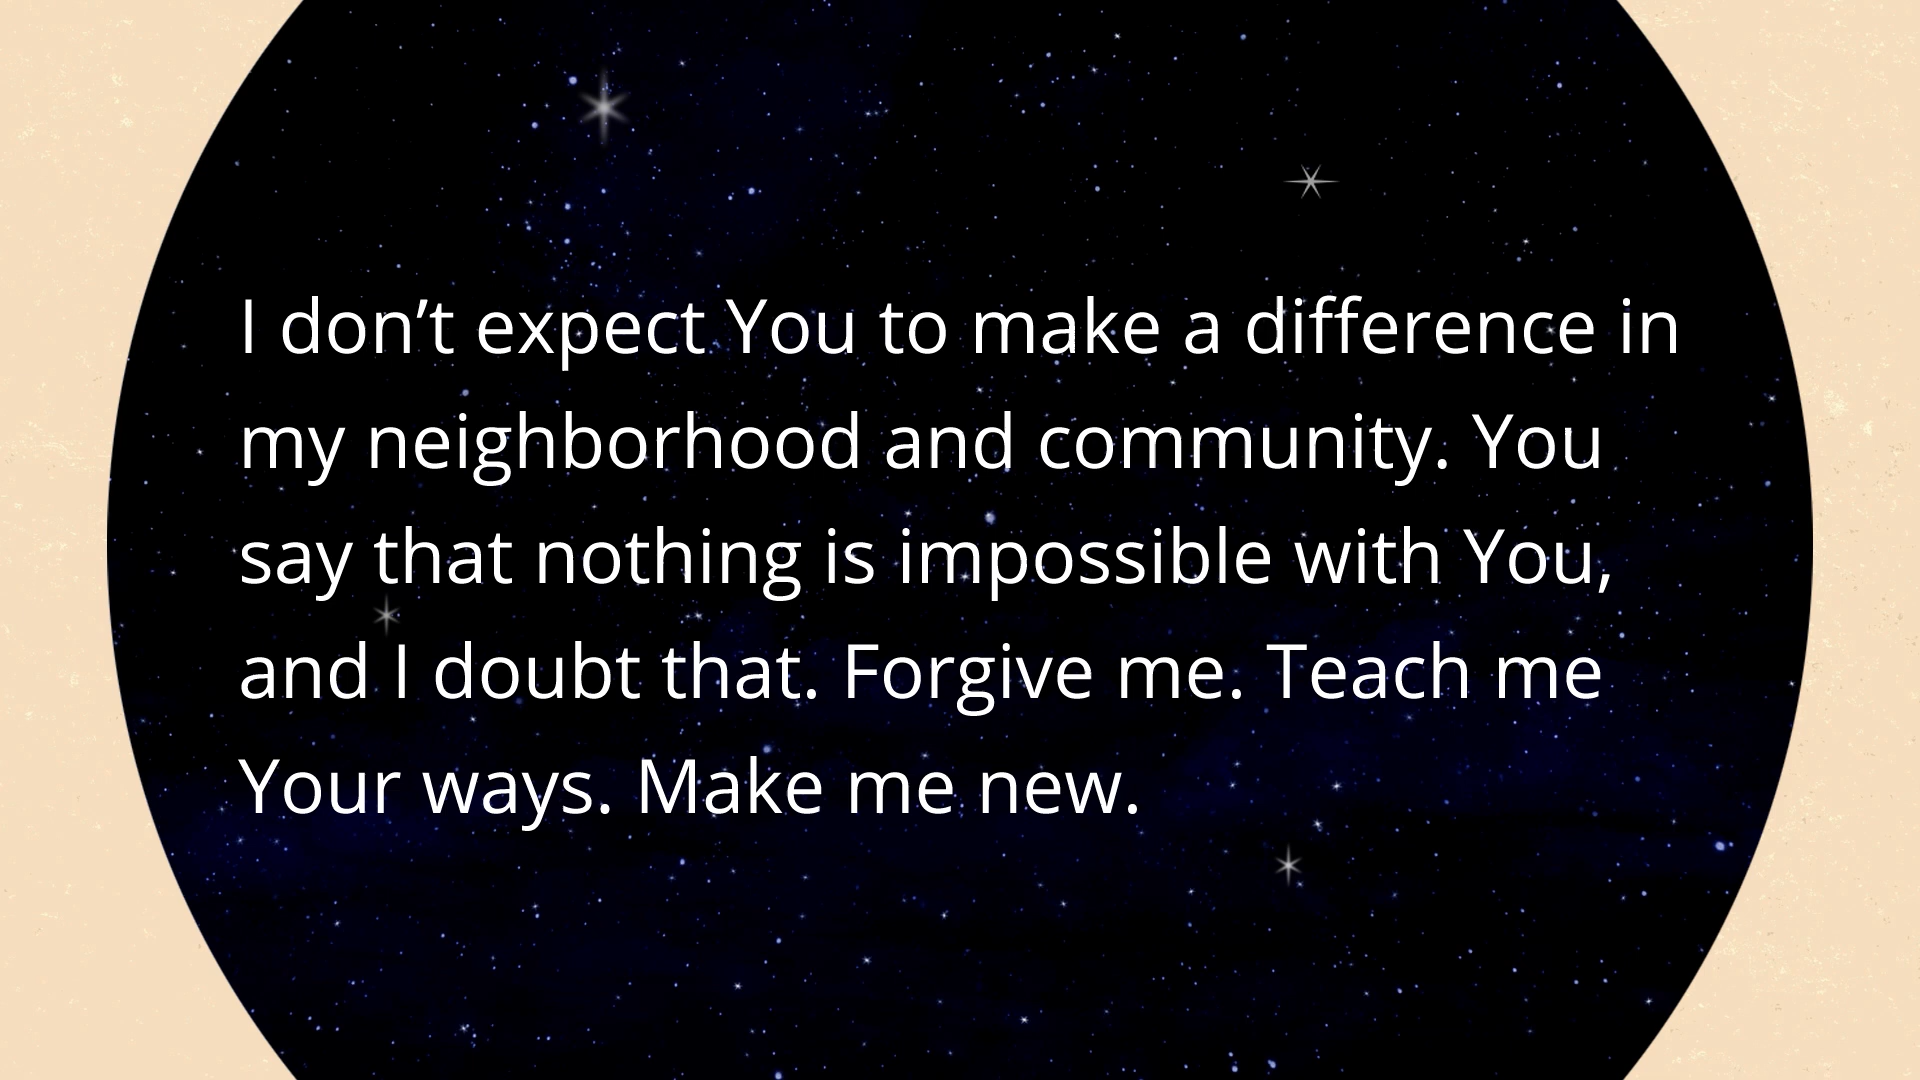 I don’t expect You to make a difference in
my neighborhood and community. You
say that nothing is impossible with You,
and I doubt that. Forgive me. Teach me
Your ways. Make me new.